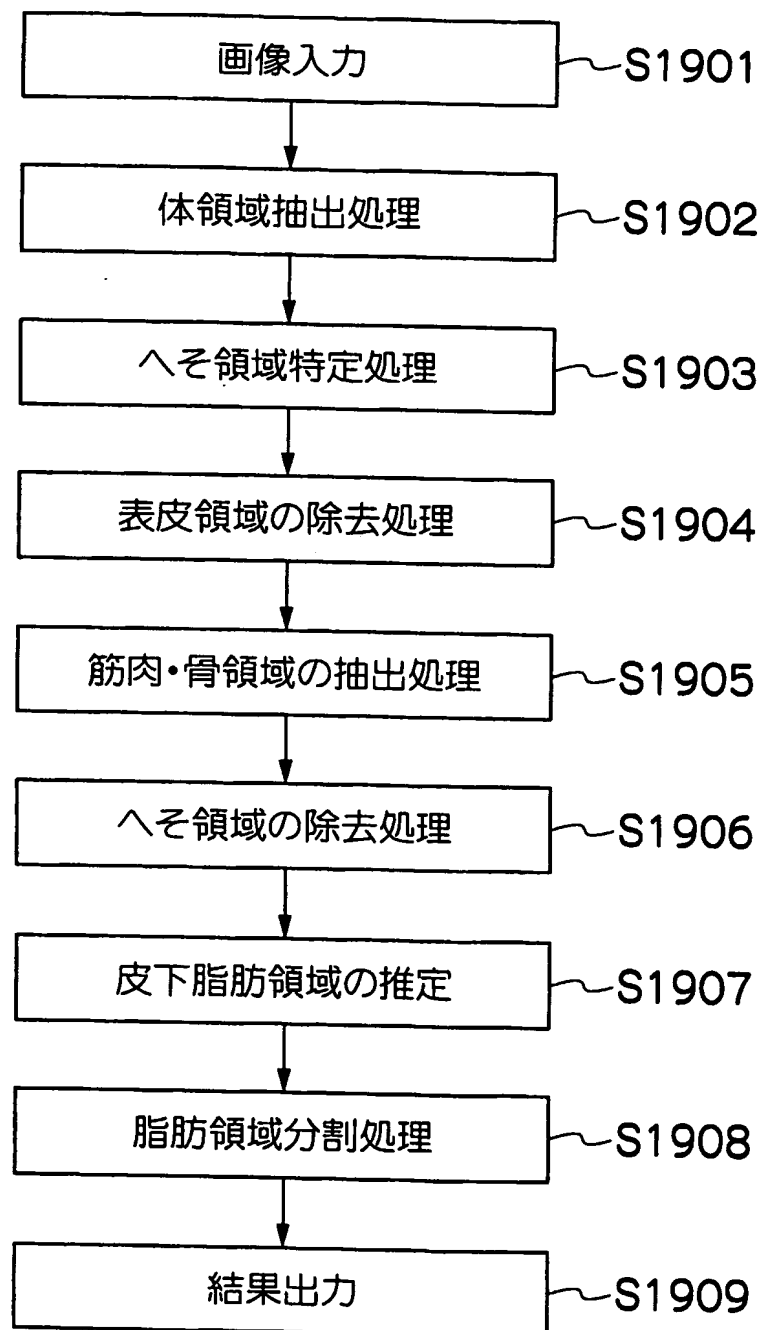 画像入力 S1901
体領域抽出処理 S1902
へそ領域特定処理 S1903
表皮領域の除去処理 S1904
筋肉・骨領域の抽出処理 S1905
へそ領域の除去処理 S1906
皮下脂肪領域の推定 S1907
脂肪領域分割処理 S1908
結果出力 S1909